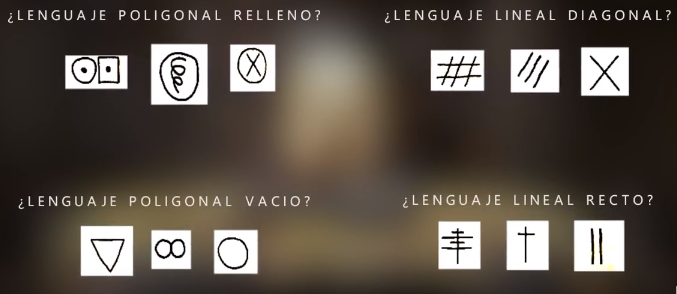 ¿LENGUAJE POLIGONAL RELLENO?
¿LENGUAJE LINEAL DIAGONAL?
¿LENGUAJE POLIGONAL VACIO?
¿LENGUAJE LINEAL RECTO?